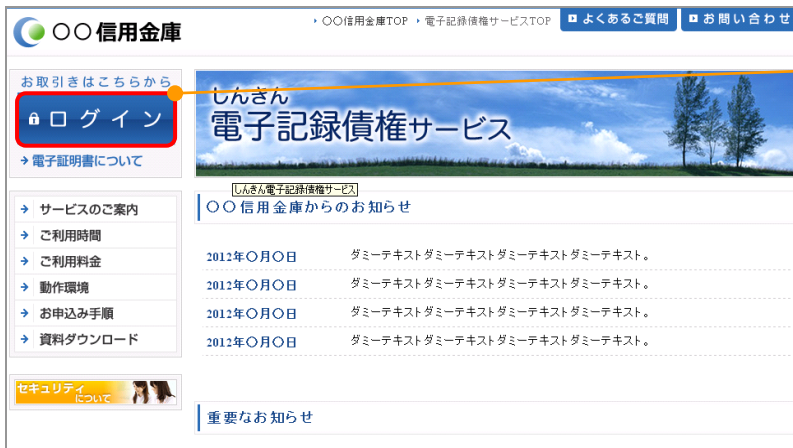 〇〇信用金庫
〇〇信用金庫TOP 電子記録債権サービスTOP よくあるご質問 お問い合わせ
お取引きはこちらから
ログイン
電子証明書について
しんきん
電子記録債権サービス
しんきん電子記録債権サービス
サービスのご案内
ご利用時間
ご利用料金
動作環境
お申込み手順
資料ダウンロード
セキュリティ
について
〇〇信用金庫からのお知らせ
2012年〇月〇日 ダミーテキストダミーテキストダミーテキストダミーテキスト。
2012年〇月〇日 ダミーテキストダミーテキストダミーテキストダミーテキスト。
2012年〇月〇日 ダミーテキストダミーテキストダミーテキストダミーテキスト。
2012年〇月〇日 ダミーテキストダミーテキストダミーテキストダミーテキスト。
重要なお知らせ